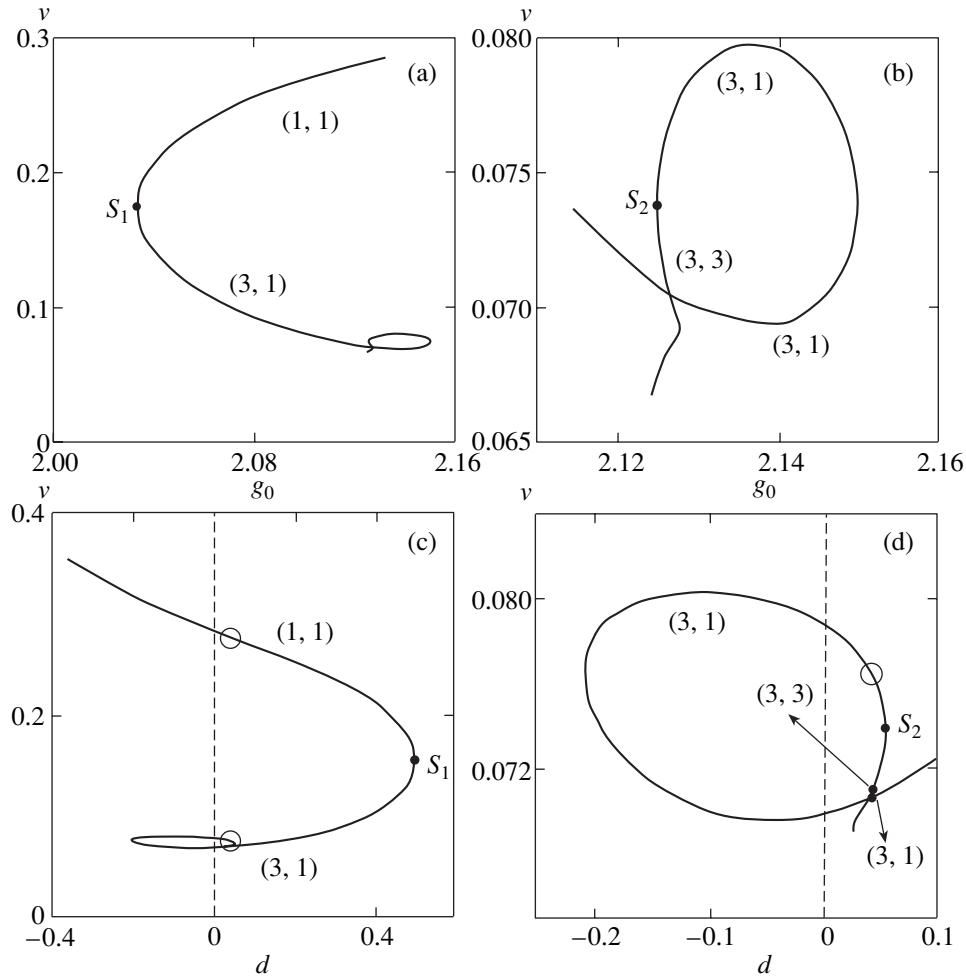 v
0.3
(a)
(1, 1)
0.2
S1
(3, 1)
0.1
0
2.00
2.08
2.16
g0
v
0.080
(b)
(3, 1)
0.075
S2
(3, 3)
0.070
(3, 1)
0.065
2.12
2.14
2.16
g0
v
0.4
(c)
(1, 1)
0.2
S1
(3, 1)
0
−0.4
0
0.4
d
v
(d)
0.080
(3, 1)
(3, 3)
S2
0.072
(3, 1)
−0.2
−0.1
0
0.1
d